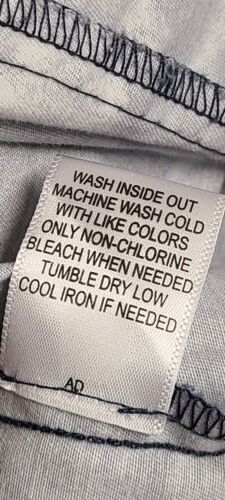 WASH INSIDE OUT
MACHINE WASH COLD
WITH LIKE COLORS
ONLY NON-CHLORINE
BLEACH WHEN NEEDED
TUMBLE DRY LOW
COOL IRON IF NEEDED
AD